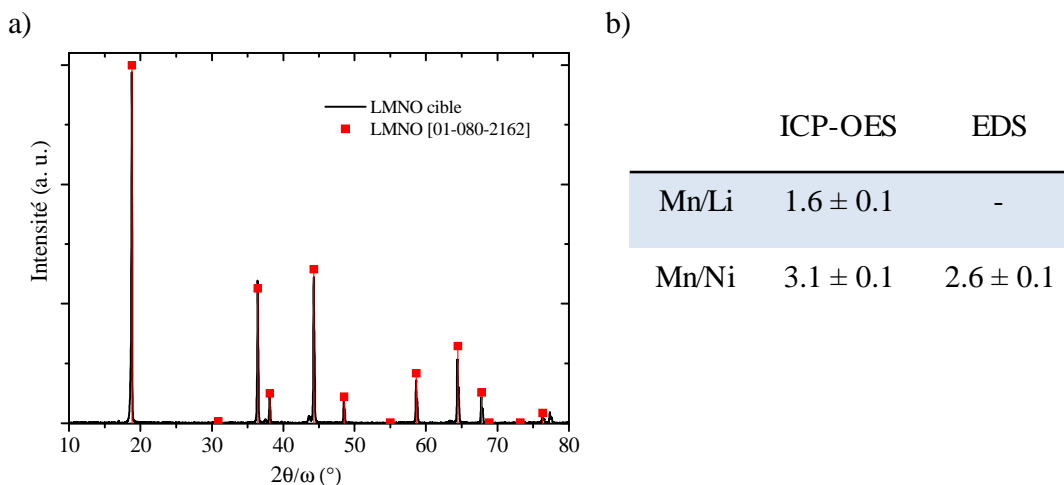 a)
Intensité (a. u.)
LMNO cible
LMNO [01-080-2162]
10 20 30 40 50 60 70 80
2θ/ω (°)
b)
ICP-OES EDS
Mn/Li 1.6 ± 0.1 -
Mn/Ni 3.1 ± 0.1 2.6 ± 0.1